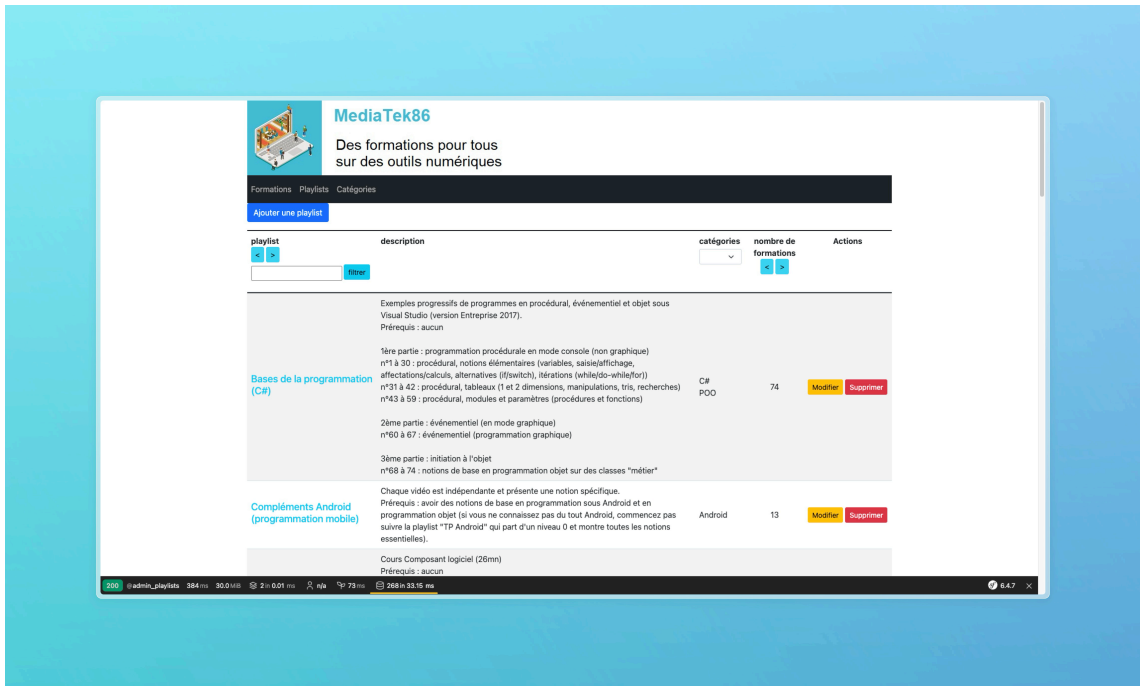 MediaTek86
Des formations pour tous
sur des outils numériques
Formations Playlists Catégories
Ajouter une playlist
playlist description catégories nombre de formations Actions
< >
filtrer
< >
Exemples progressifs de programmes en procédural, événementiel et objet sous
Visual Studio (version Entreprise 2017).
Prérequis : aucun
1ère partie : programmation procédurale en mode console (non graphique)
n°1 à 30 : procédural, notions élémentaires (variables, saisie/affichage,
affectations/calculs, alternatives (if/switch), itérations (while/do-while/for))
n°31 à 42 : procédural, tableaux (1 et 2 dimensions, manipulations, tris, recherches)
n°43 à 59 : procédural, modules et paramètres (procédures et fonctions)
2ème partie : événementiel (en mode graphique)
n°60 à 67 : événementiel (programmation graphique)
3ème partie : initiation à l'objet
n°68 à 74 : notions de base en programmation objet sur des classes "métier"
Bases de la programmation
(C#)
C#
POO
74
Modifier Supprimer
Compléments Android
(programmation mobile)
Chaque vidéo est indépendante et présente une notion spécifique.
Prérequis : avoir des notions de base en programmation sous Android et en
programmation objet (si vous ne connaissez pas du tout Android, commencez pas
suivre la playlist "TP Android" qui part d'un niveau 0 et montre toutes les notions
essentielles).
Android
13
Modifier Supprimer
Cours Composant logiciel (26mn)
Prérequis : aucun
200 @admin_playlists 384 ms 30.0 MiB 2 in 0.01 ms n/a 73 ms 268 in 33.15 ms 6.4.7